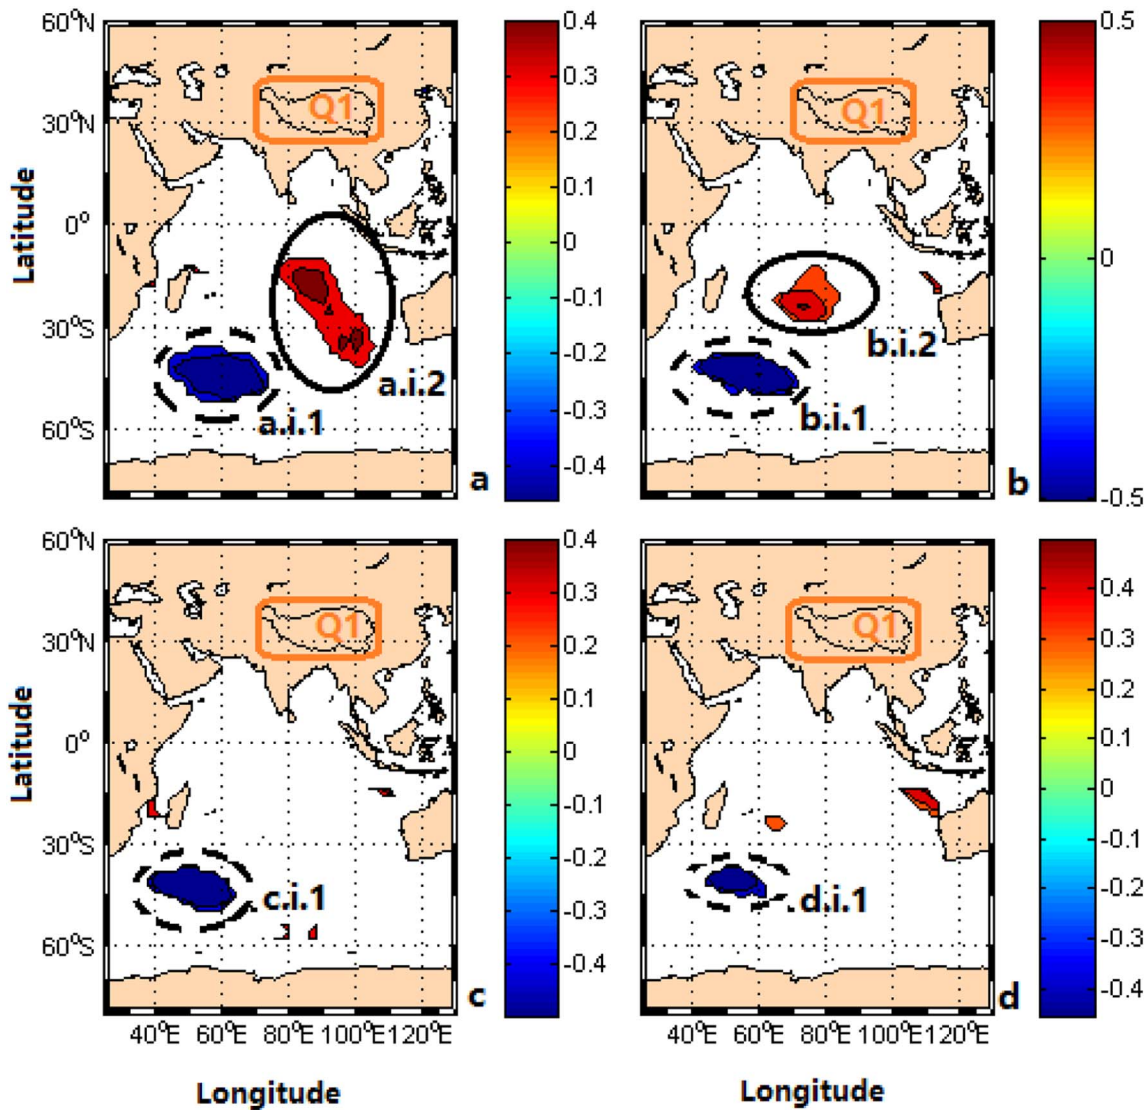 60°N
30°N
0°
30°S
60°S
Latitude
Q1
a.i.1
a.i.2
a
0.4
0.3
0.2
0.1
0
-0.1
-0.2
-0.3
-0.4
Q1
b.i.1
b.i.2
b
0.5
0
-0.5
60°N
30°N
0°
30°S
60°S
Latitude
Q1
c.i.1
c
0.4
0.3
0.2
0.1
0
-0.1
-0.2
-0.3
-0.4
40°E 60°E 80°E 100°E 120°E
Longitude
Q1
d.i.1
d
0.4
0.3
0.2
0.1
0
-0.1
-0.2
-0.3
-0.4
40°E 60°E 80°E 100°E 120°E
Longitude